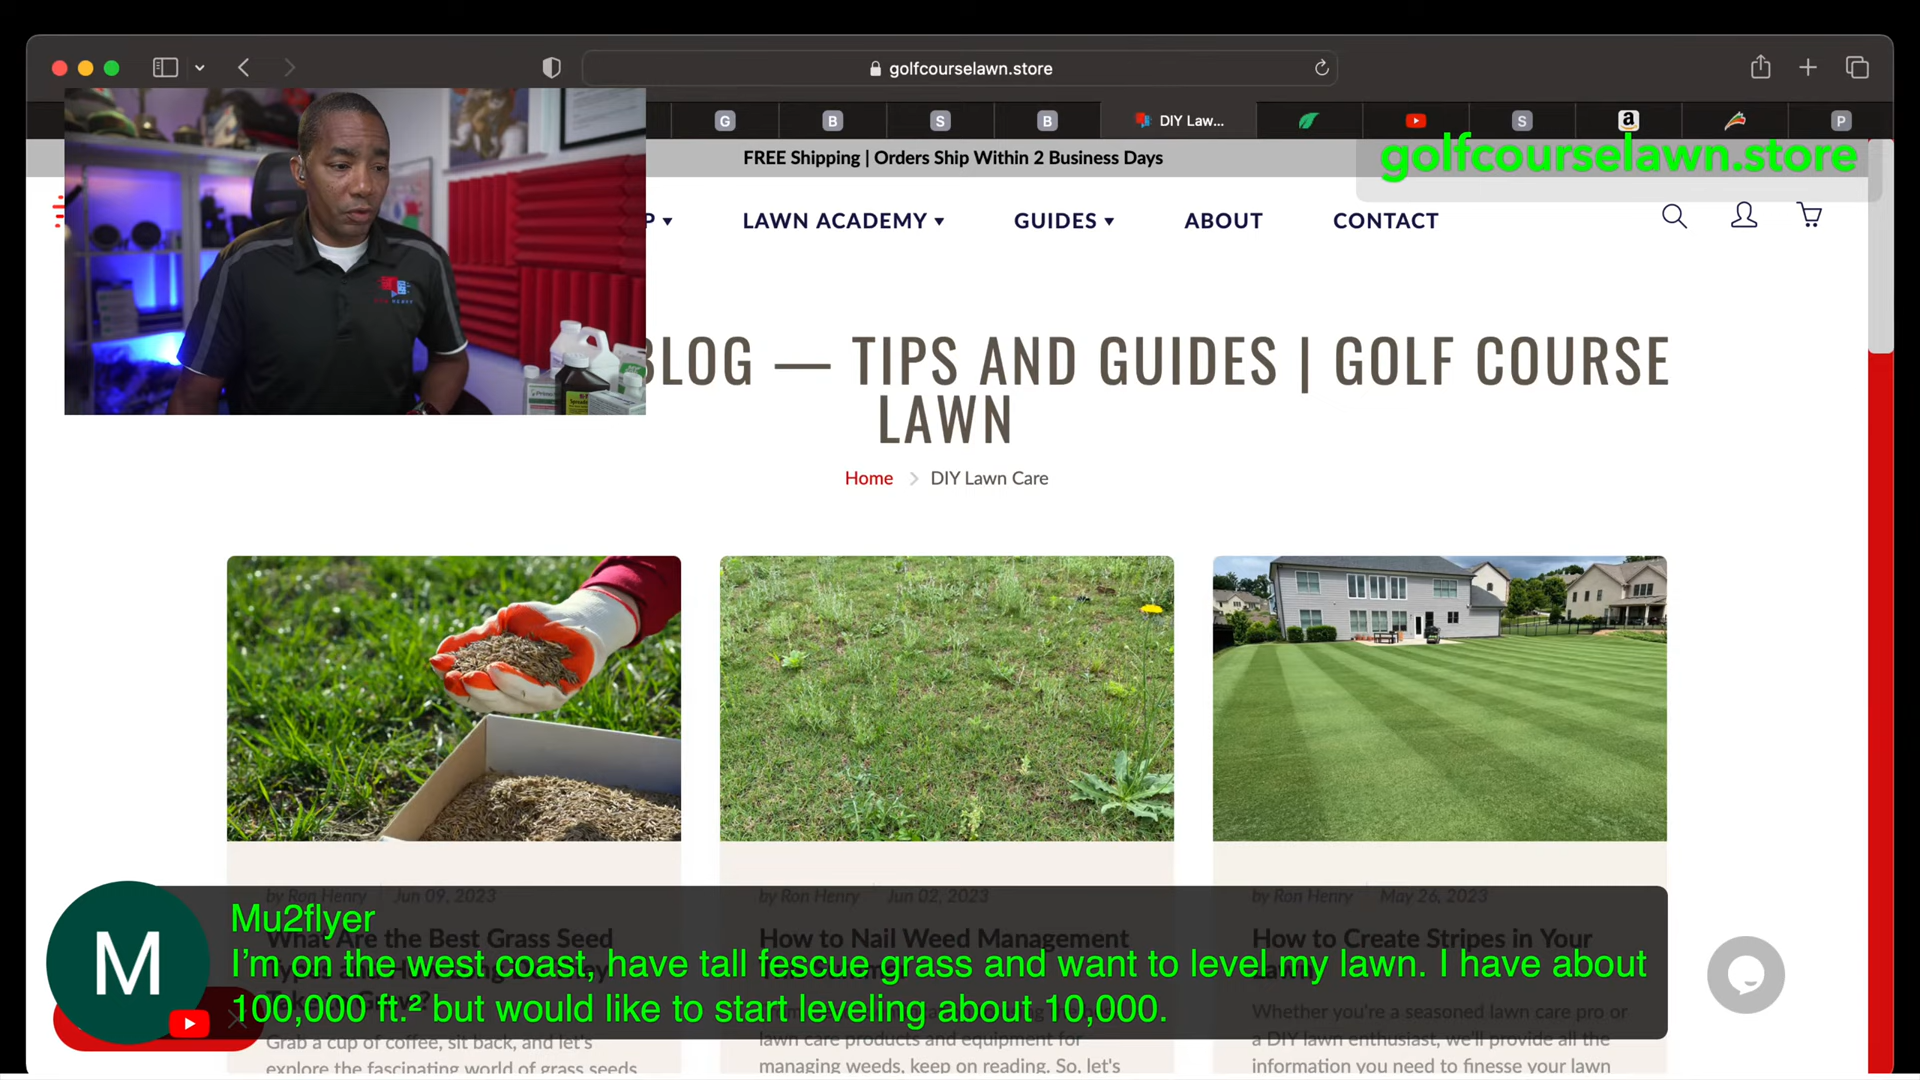 golfcourselawn.store
G
B
S
B
DIY Law...
S
a
P
FREE Shipping | Orders Ship Within 2 Business Days
golfcourselawn.store
P
LAWN ACADEMY
GUIDES
ABOUT
CONTACT
BLOG — TIPS AND GUIDES | GOLF COURSE
LAWN
Home > DIY Lawn Care
by Ron Henry | Jun 09, 2023
by Ron Henry | Jun 02, 2023
by Ron Henry | May 26, 2023
What Are the Best Grass Seed
How to Nail Weed Management
How to Create Stripes in Your
M
Mu2flyer
I'm on the west coast, have tall fescue grass and want to level my lawn. I have about
100,000 ft.² but would like to start leveling about 10,000.
Grab a cup of coffee, sit back, and let's
explore the fascinating world of grass seeds
lawn care products and equipment for
managing weeds, keep on reading. So, let's
Whether you're a seasoned lawn care pro or
a DIY lawn enthusiast, we'll provide all the
information you need to finesse your lawn